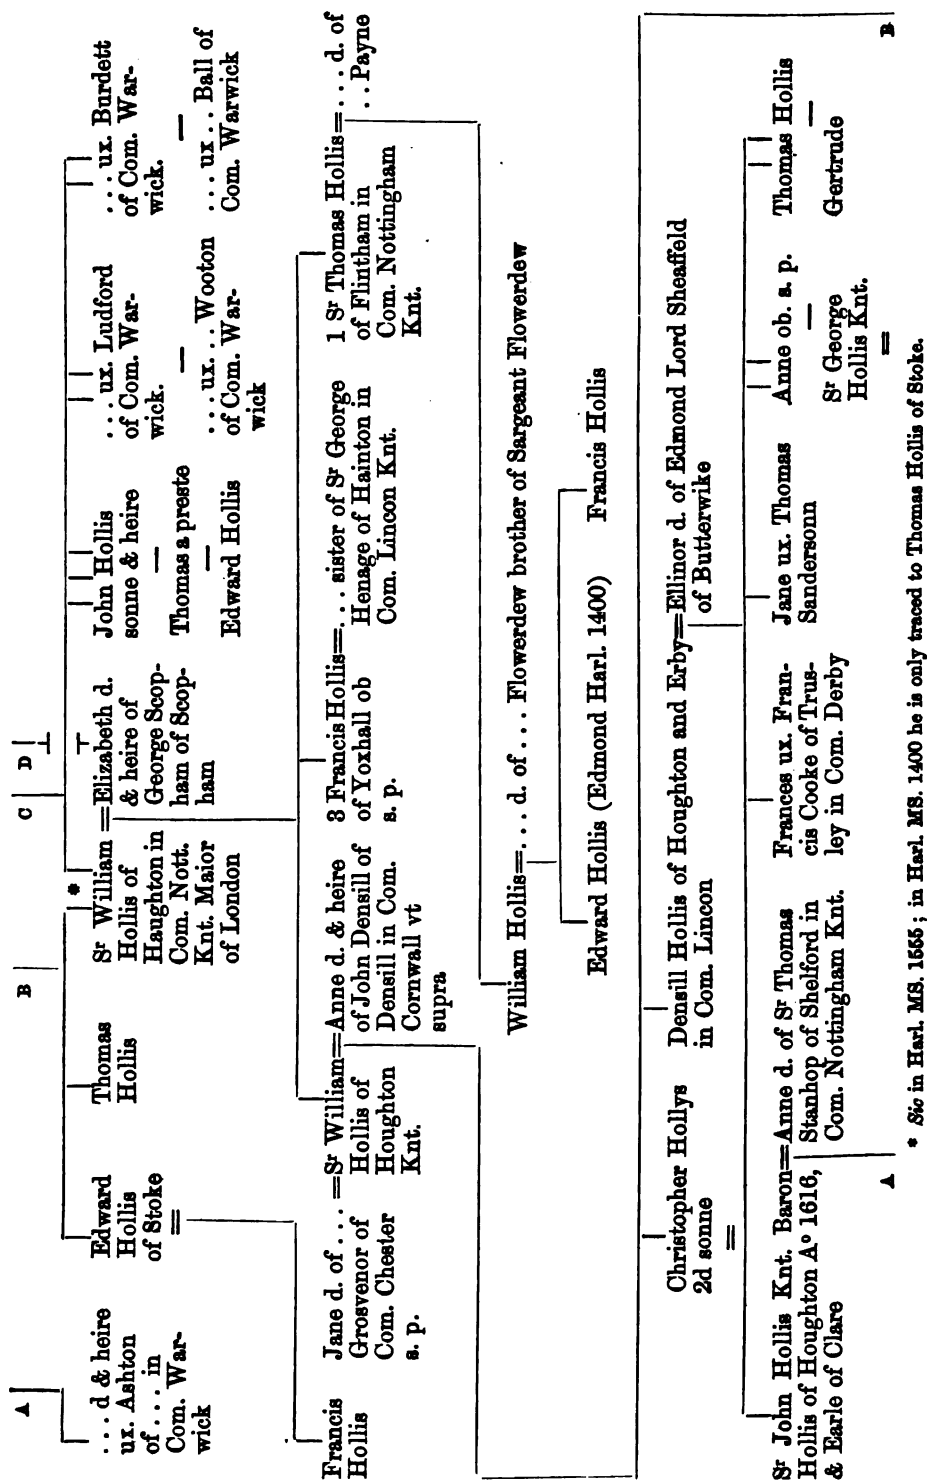 A
B
C
D
...d & heire
ux. Ashton
of... in
Com. War-
wick
Edward
Hollis
of Stoke
=
Thomas
Hollis
*
Sr William=Elizabeth d.
Hollis of & heire of
Haughton in George Scop-
Com. Nott. ham of Scop-
Knt. Maior ham
of London
John Hollis
sonne & heire
—
Thomas a preste
—
Edward Hollis
...ux. Ludford
of Com. War-
wick.
—
...ux...Wooton
of Com. War-
wick
...ux. Burdett
of Com. War-
wick.
—
...ux...Ball of
Com. Warwick
Francis
Hollis
Jane d. of...=Sr William=Anne d. & heire
Grosvenor of Hollis of of John Densill of
Com. Chester Houghton Densill in Com.
s. p. Knt. Cornwall vt
supra
3 Francis Hollis=...sister of Sr George
of Yoxhall ob Henage of Hainton in
s. p. Com. Lincon Knt.
1 Sr Thomas Hollis=...d. of
of Flintham in ..Payne
Com. Nottingham
Knt.
William Hollis=...d. of...Flowerdew brother of Sargeant Flowerdew
Edward Hollis (Edmond Harl. 1400) Francis Hollis
Christopher Hollys
2d sonne
=
Densill Hollis of Houghton and Erby=Ellinor d. of Edmond Lord Sheaffeld
in Com. Lincon of Butterwike
Sr John Hollis Knt. Baron=Anne d. of Sr Thomas
Hollis of Houghton Ao 1616, Stanhop of Shelford in
& Earle of Clare Com. Nottingham Knt.
Frances ux. Fran-
cis Cooke of Trus-
ley in Com. Derby
Jane ux. Thomas
Sandersonn
Anne ob. s. p.
—
Sr George
Hollis Knt.
=
Thomas Hollis
—
Gertrude
A
B
* Sic in Harl. MS. 1555; in Harl. MS. 1400 he is only traced to Thomas Hollis of Stoke.